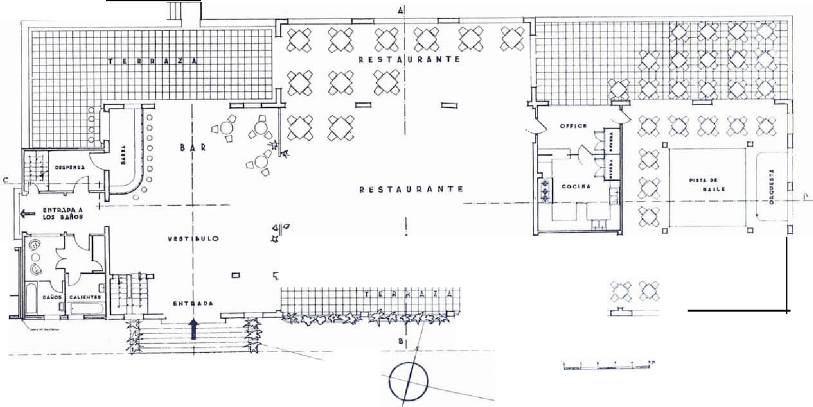 A
TERRAZA
RESTAURANTE
BAR
BARRA
OFFICE
DESPENSA
C
RESTAURANTE
COCINA
PISTA DE
BAILE
ORQUESTA
ENTRADA A
LOS BAÑOS
VESTIBULO
BAÑOS
CALIENTES
ENTRADA
TERRAZA
B